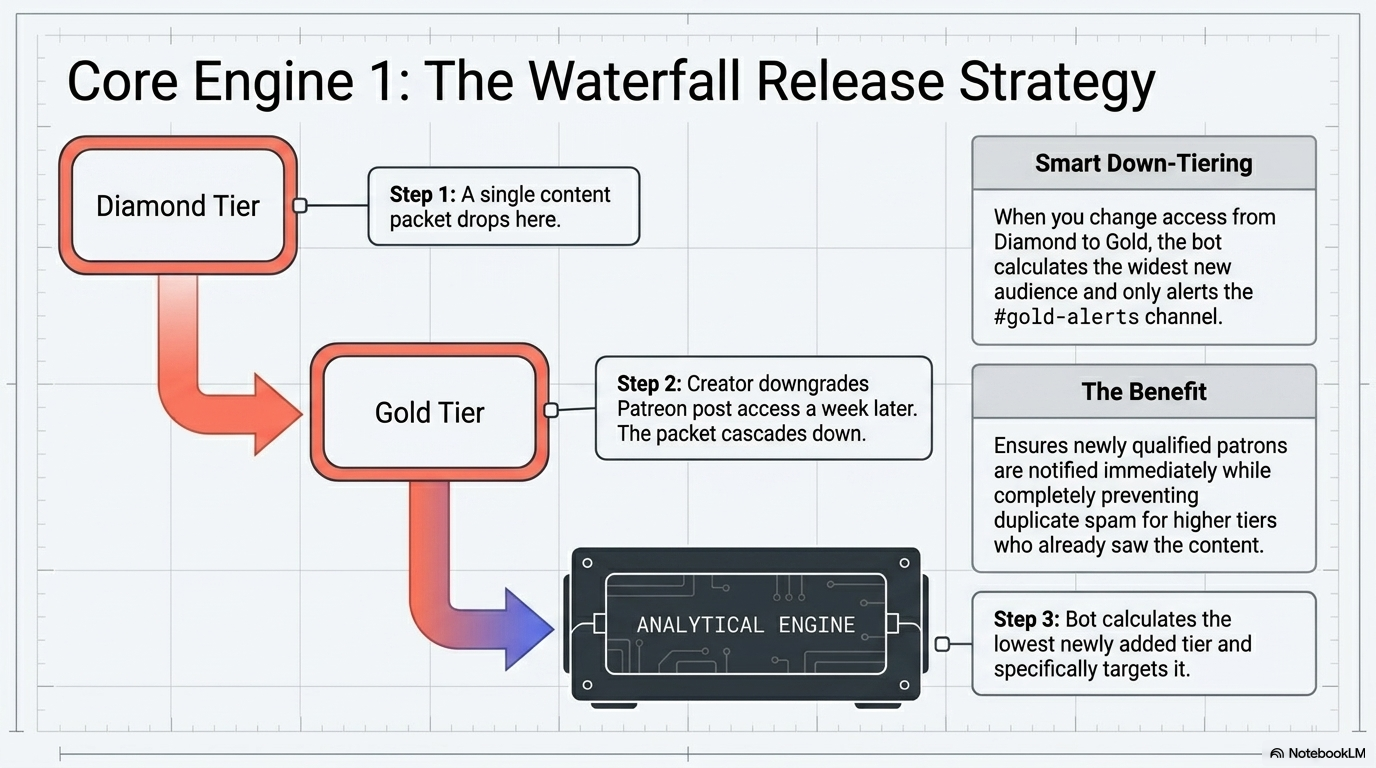 Core Engine 1: The Waterfall Release Strategy
Diamond Tier
Step 1: A single content
packet drops here.
Gold Tier
Step 2: Creator downgrades
Patreon post access a week later.
The packet cascades down.
ANALYTICAL ENGINE
Smart Down-Tiering
When you change access from
Diamond to Gold, the bot
calculates the widest new
audience and only alerts the
#gold-alerts channel.
The Benefit
Ensures newly qualified patrons
are notified immediately while
completely preventing
duplicate spam for higher tiers
who already saw the content.
Step 3: Bot calculates the
lowest newly added tier and
specifically targets it.
NotebookLM